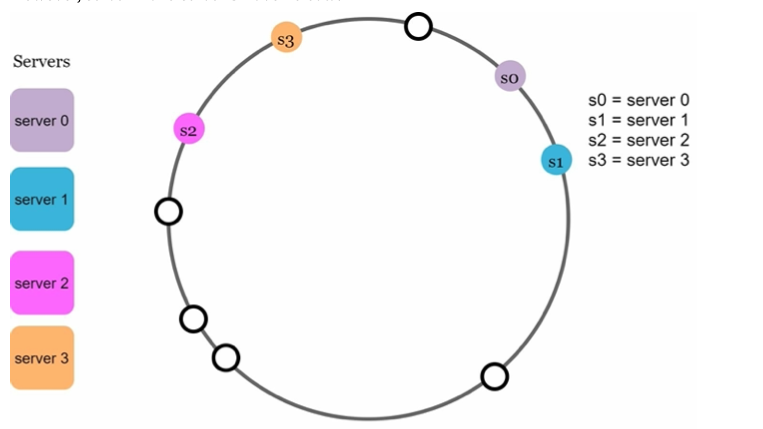 s3
Servers
s0
server 0
s0 = server 0
s1 = server 1
s2
s2 = server 2
s1
s3 = server 3
server 1
server 2
server 3